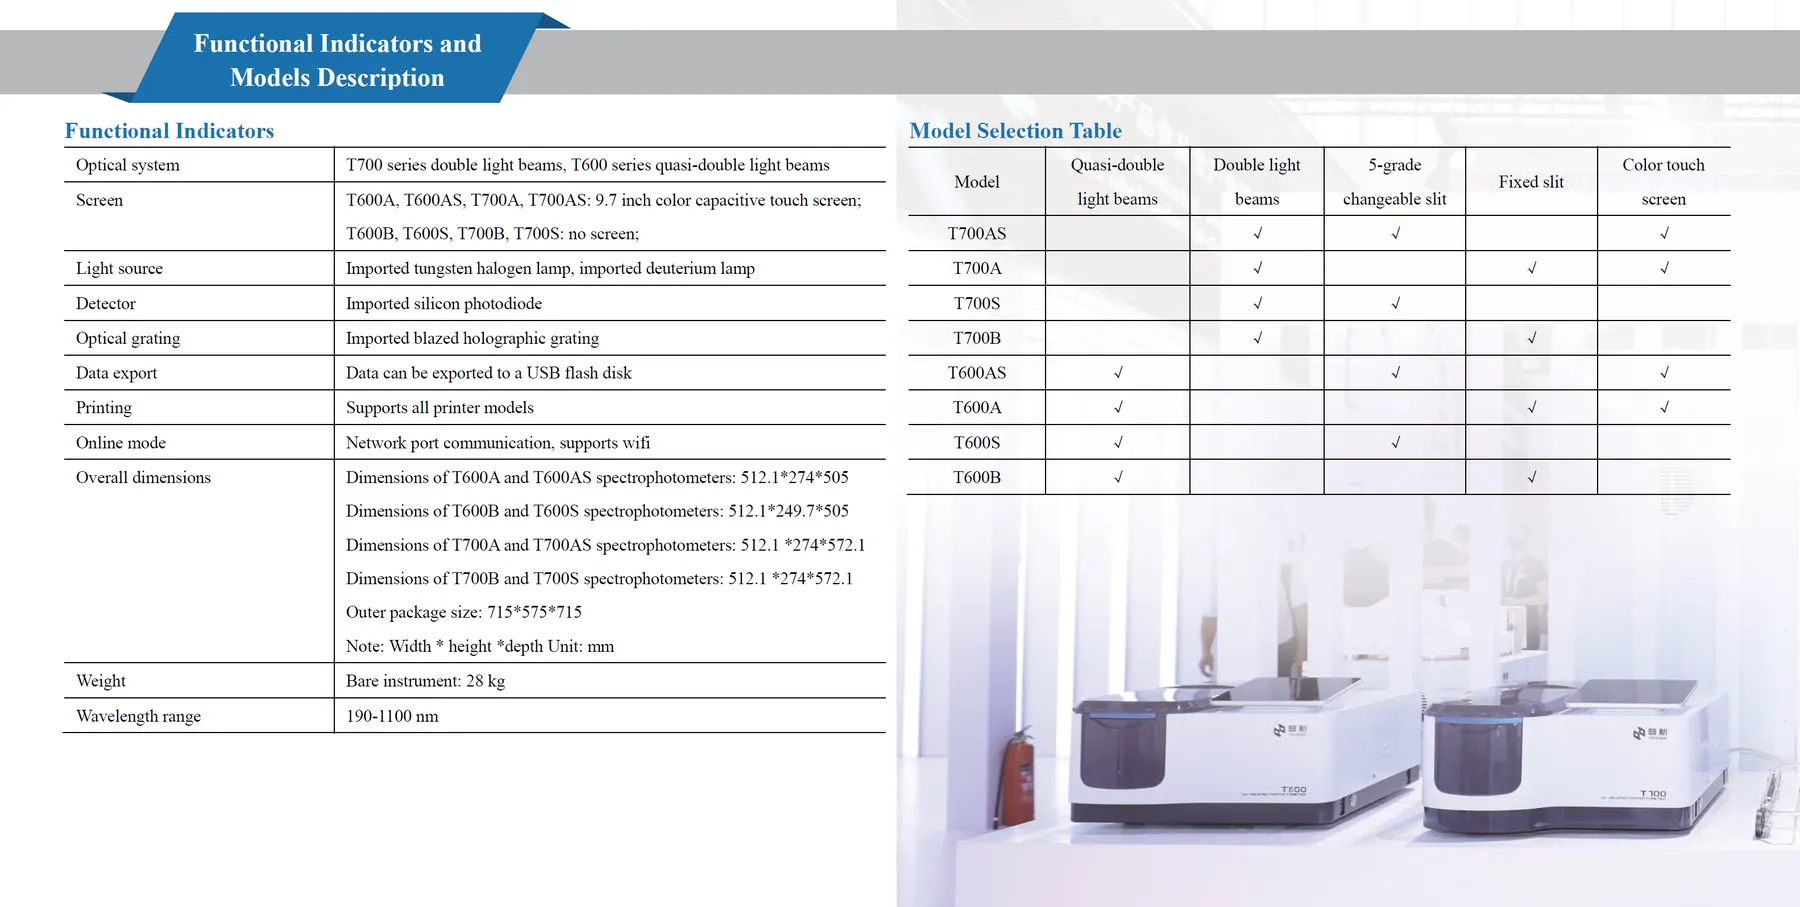 Functional Indicators and
Models Description
Functional Indicators
Optical system T700 series double light beams, T600 series quasi-double light beams
Screen T600A, T600AS, T700A, T700AS: 9.7 inch color capacitive touch screen;
T600B, T600S, T700B, T700S: no screen;
Light source Imported tungsten halogen lamp, imported deuterium lamp
Detector Imported silicon photodiode
Optical grating Imported blazed holographic grating
Data export Data can be exported to a USB flash disk
Printing Supports all printer models
Online mode Network port communication, supports wifi
Overall dimensions Dimensions of T600A and T600AS spectrophotometers: 512.1*274*505
Dimensions of T600B and T600S spectrophotometers: 512.1*249.7*505
Dimensions of T700A and T700AS spectrophotometers: 512.1 *274*572.1
Dimensions of T700B and T700S spectrophotometers: 512.1 *274*572.1
Outer package size: 715*575*715
Note: Width * height *depth Unit: mm
Weight Bare instrument: 28 kg
Wavelength range 190-1100 nm
Model Selection Table
Model Quasi-double light beams Double light beams 5-grade changeable slit Fixed slit Color touch screen
T700AS √ √ √
T700A √ √ √
T700S √ √
T700B √ √
T600AS √ √ √
T600A √ √ √
T600S √ √
T600B √ √
T600
T700